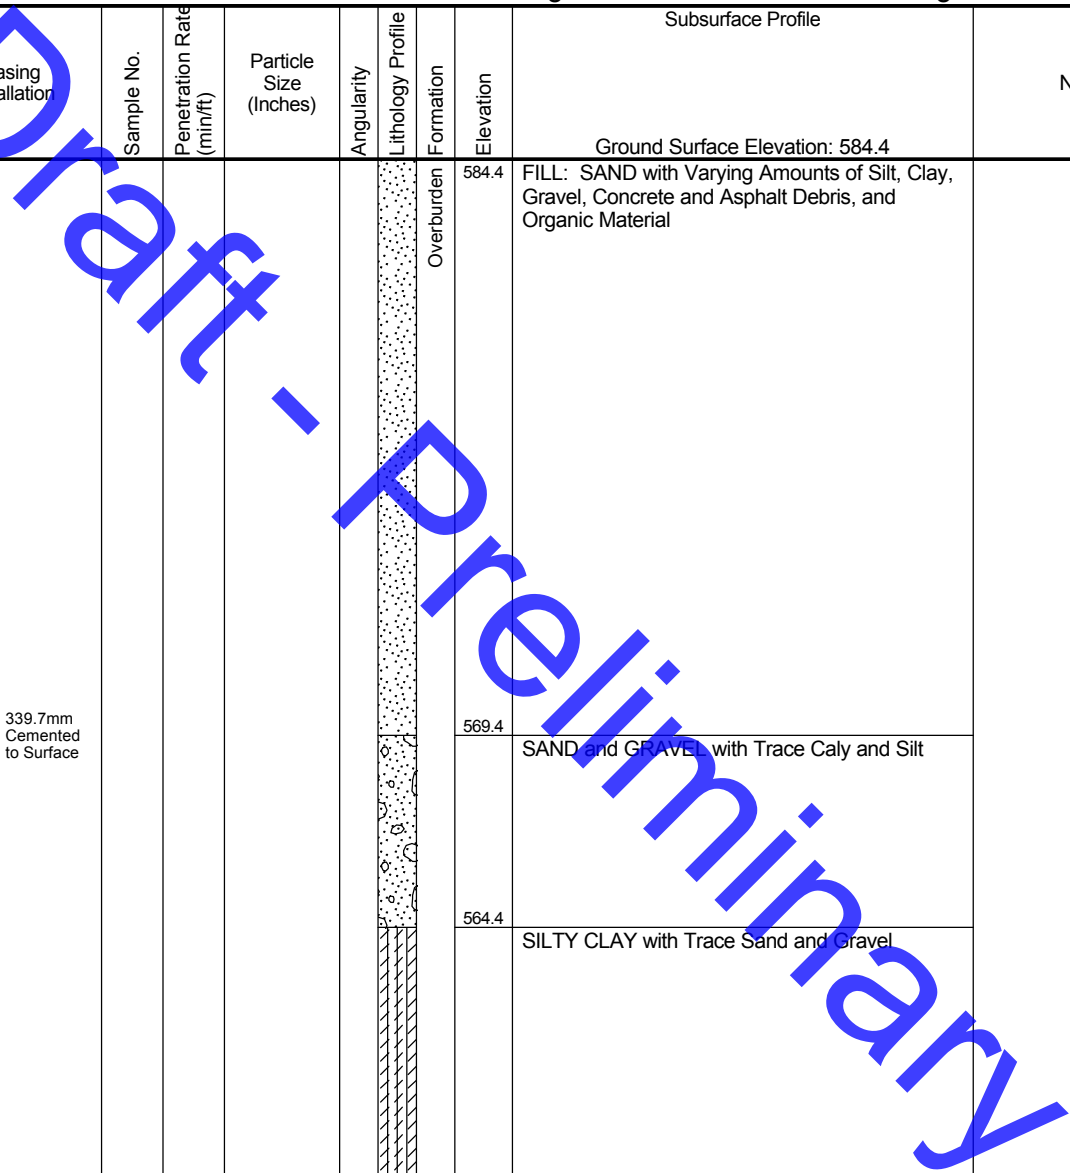 Subsurface Profile
asing
allation
Sample No.
Penetration Rate
(min/ft)
Particle
Size
(Inches)
Angularity
Lithology Profile
Formation
Elevation
N
Ground Surface Elevation: 584.4
Overburden
584.4
FILL: SAND with Varying Amounts of Silt, Clay,
Gravel, Concrete and Asphalt Debris, and
Organic Material
339.7mm
Cemented
to Surface
569.4
SAND and GRAVEL with Trace Caly and Silt
564.4
SILTY CLAY with Trace Sand and Gravel
Draft - Preliminary